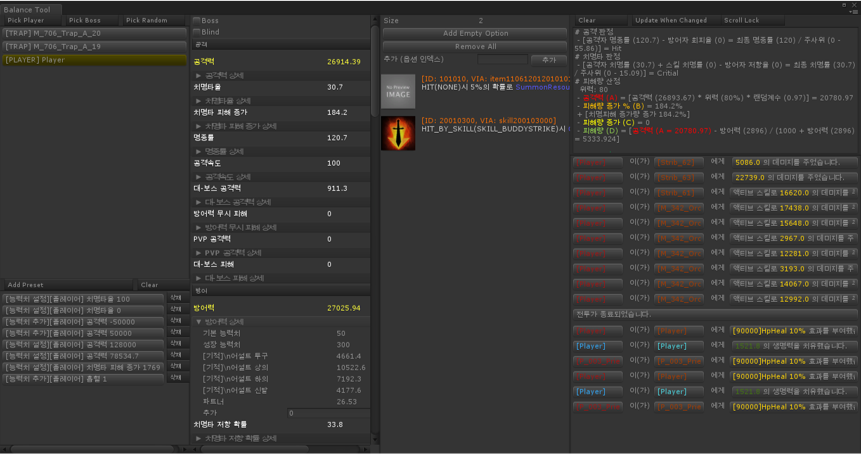 Balance Tool
Pick Player
Pick Boss
Pick Random
[TRAP] M_706_Trap_A_20
[TRAP] M_706_Trap_A_19
[PLAYER] Player
Add Preset
Clear
[능력치 설정][플레이어] 치명타율 100
삭제
[능력치 설정][플레이어] 치명타율 0
삭제
[능력치 추가][플레이어] 공격력 -50000
삭제
[능력치 추가][플레이어] 공격력 50000
삭제
[능력치 설정][플레이어] 공격력 128000
삭제
[능력치 설정][플레이어] 공격력 78534.7
삭제
[능력치 설정][플레이어] 치명타 피해 증가 1769
삭제
[능력치 추가][플레이어] 흡혈 1
삭제
Boss
Blind
공격
공격력 26914.39
▶ 공격력 상세
치명타율 30.7
▶ 치명타율 상세
치명타 피해 증가 184.2
▶ 치명타 피해 증가 상세
명중률 120.7
▶ 명중률 상세
공격속도 100
▶ 공격속도 상세
대-보스 공격력 911.3
▶ 대-보스 공격력 상세
방어력 무시 피해 0
▶ 방어력 무시 피해 상세
PVP 공격력 0
▶ PVP 공격력 상세
대-보스 피해 0
▶ 대-보스 피해 상세
방어
방어력 27025.94
▼ 방어력 상세
기본 능력치 50
성장 능력치 300
[기적]\n어설트 투구 4661.4
[기적]\n어설트 상의 10522.6
[기적]\n어설트 하의 7192.3
[기적]\n어설트 신발 4177.6
파트너 26.53
추가 0
치명타 저항 확률 33.8
▶ 치명타 저항 확률 상세
Size 2
Add Empty Option
Remove All
추가 (옵션 인덱스)
추가
No Preview
IMAGE
[ID: 101010, VIA: item110612012010101
HIT(NONE)시 5%의 확률로 SummonResou
[ID: 20010300, VIA: skill200103000]
HIT_BY_SKILL(SKILL_BUDDYSTRIKE)시
Clear
Update When Changed
Scroll Lock
# 공격 판정
- [공격자 명중률 (120.7) - 방어자 회피율 (0) = 최종 명중률 (120) / 주사위 (0 - 55.86)] = Hit
# 치명타 판정
- [공격자 치명률 (30.7) + 스킬 치명률 (0) - 방어자 저항율 (0) = 최종 치명률 (30.7) / 주사위 (0 - 15.09)] = Critial
# 피해량 산정
위력: 80
- 공격력 (A) = [공격력 (26893.67) * 위력 (80%) * 랜덤계수 (0.97)] = 20780.97
- 피해량 증가 % (B) = 184.2%
+ [치명피해 증가량 증가 184.2%]
- 피해량 증가 (C) = 0
- 피해량 (D) = [공격력 (A = 20780.97) - 방어력 (2896) / (1000 + 방어력 (2896) = 5333.924]
이(가)
에게
5086.0 의 데미지를 주었습니다.
이(가)
에게
22739.0 의 데미지를 주었습니다.
이(가)
에게
액티브 스킬로 16620.0 의 데미지를
이(가)
에게
액티브 스킬로 17438.0 의 데미지를
이(가)
에게
액티브 스킬로 15648.0 의 데미지를
이(가)
에게
액티브 스킬로 2967.0 의 데미지를 주
이(가)
에게
액티브 스킬로 12281.0 의 데미지를
이(가)
에게
액티브 스킬로 3193.0 의 데미지를 주
이(가)
에게
액티브 스킬로 14067.0 의 데미지를
이(가)
에게
액티브 스킬로 12992.0 의 데미지를
전투가 종료되었습니다.
이(가) [Player] 에게 [90000]HpHeal 10% 효과를 부여했
[Player] 이(가) [Player] 에게 의 생명력을 치유했습니다.
이(가)
에게 [90000]HpHeal 10% 효과를 부여했
이(가) [Player] 에게 [90000]HpHeal 10% 효과를 부여했
[Player] 이(가) [Player] 에게 의 생명력을 치유했습니다.
이(가)
에게 [90000]HpHeal 10% 효과를 부여했